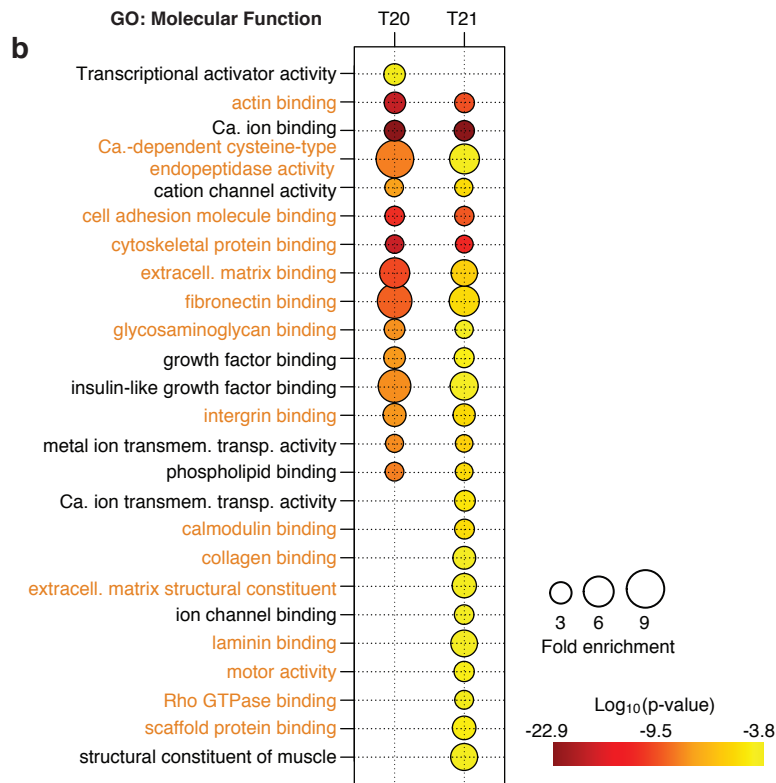 GO: Molecular Function T20 T21
b
Transcriptional activator activity
actin binding
Ca. ion binding
Ca.-dependent cysteine-type
endopeptidase activity
cation channel activity
cell adhesion molecule binding
cytoskeletal protein binding
extracell. matrix binding
fibronectin binding
glycosaminoglycan binding
growth factor binding
insulin-like growth factor binding
intergrin binding
metal ion transmem. transp. activity
phospholipid binding
Ca. ion transmem. transp. activity
calmodulin binding
collagen binding
extracell. matrix structural constituent
ion channel binding
laminin binding
motor activity
Rho GTPase binding
scaffold protein binding
structural constituent of muscle
3 6 9
Fold enrichment
Log₁₀(p-value)
-22.9 -9.5 -3.8